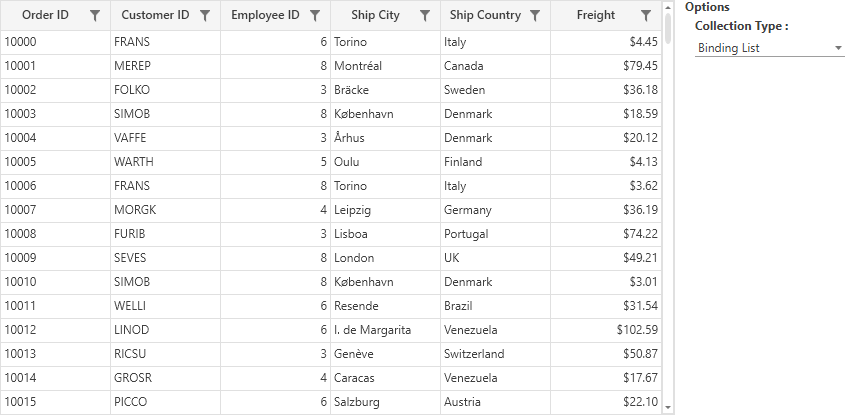 Order ID Customer ID Employee ID Ship City Ship Country Freight
10000 FRANS 6 Torino Italy $4.45
10001 MEREP 8 Montréal Canada $79.45
10002 FOLKO 3 Bräcke Sweden $36.18
10003 SIMOB 8 København Denmark $18.59
10004 VAFFE 3 Århus Denmark $20.12
10005 WARTH 5 Oulu Finland $4.13
10006 FRANS 8 Torino Italy $3.62
10007 MORGK 4 Leipzig Germany $36.19
10008 FURIB 3 Lisboa Portugal $74.22
10009 SEVES 8 London UK $49.21
10010 SIMOB 8 København Denmark $3.01
10011 WELLI 6 Resende Brazil $31.54
10012 LINOD 6 I. de Margarita Venezuela $102.59
10013 RICSU 3 Genève Switzerland $50.87
10014 GROSR 4 Caracas Venezuela $17.67
10015 PICCO 6 Salzburg Austria $22.10
Options
Collection Type :
Binding List